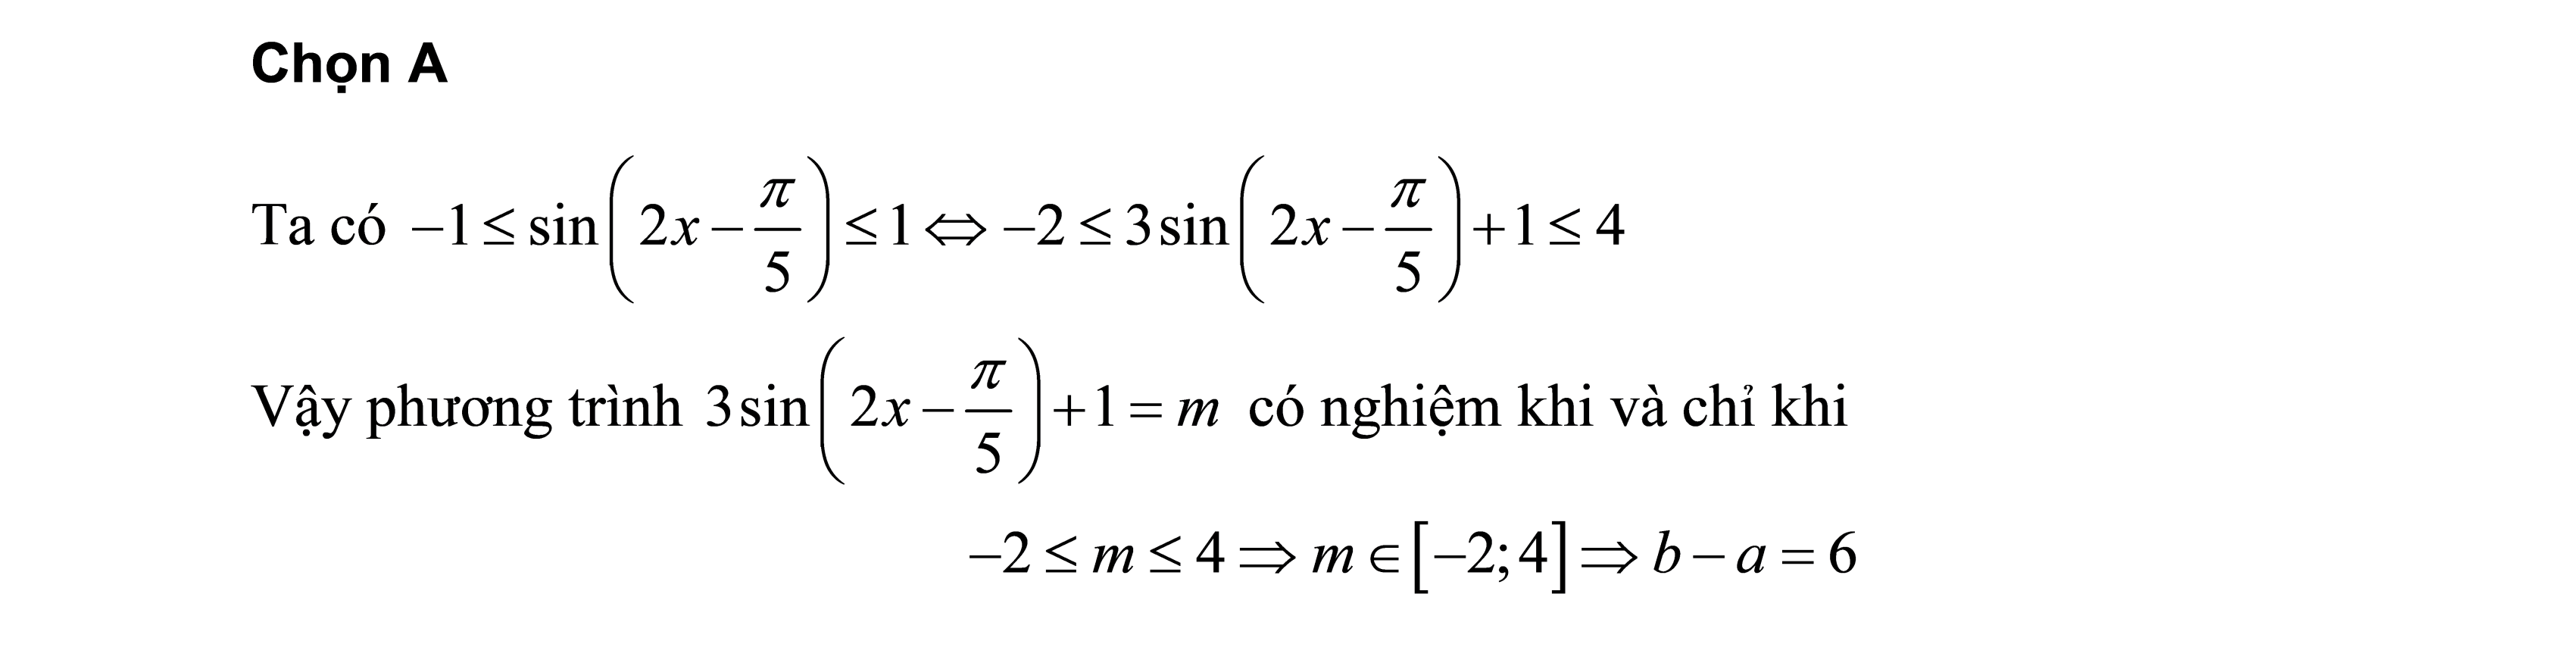 Chọn A
Ta có −1 ≤ sin(2x − π/5) ≤ 1 ⇔ −2 ≤ 3sin(2x − π/5) + 1 ≤ 4
Vậy phương trình 3sin(2x − π/5) + 1 = m có nghiệm khi và chỉ khi
−2 ≤ m ≤ 4 ⇒ m ∈ [−2; 4] ⇒ b − a = 6